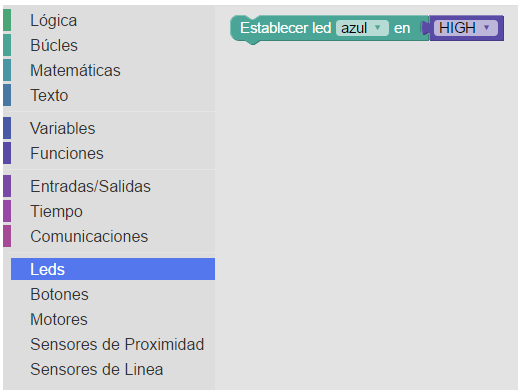 Lógica
Búcles
Matemáticas
Texto
Variables
Funciones
Entradas/Salidas
Tiempo
Comunicaciones
Leds
Botones
Motores
Sensores de Proximidad
Sensores de Linea
Establecer led azul en HIGH